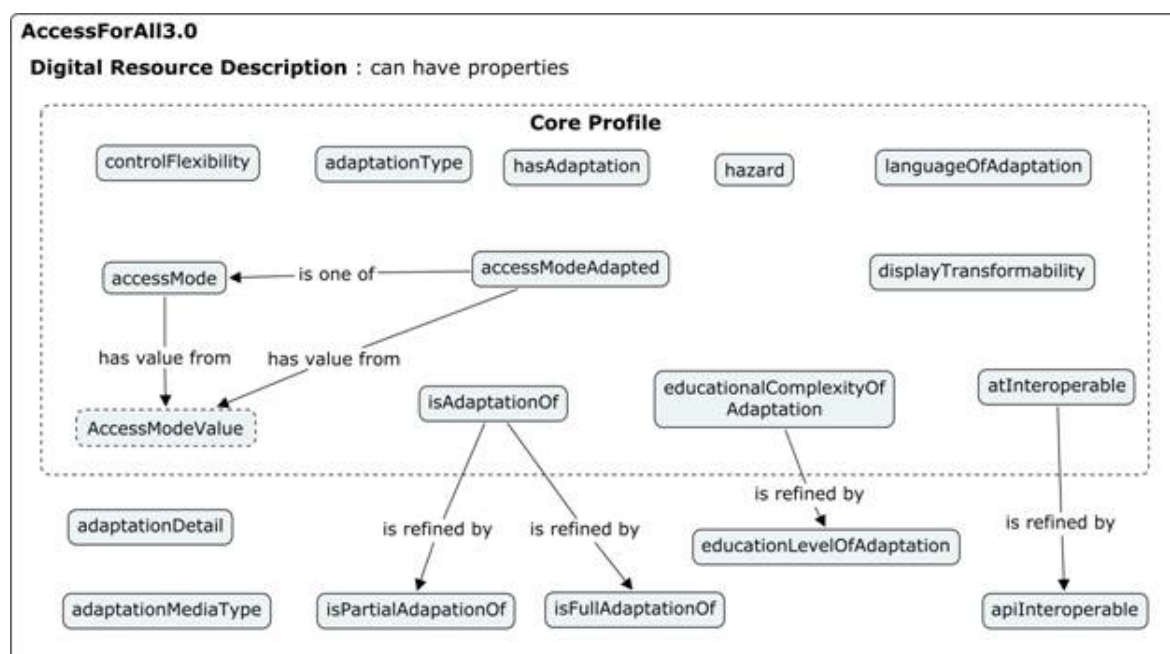 AccessForAll3.0
Digital Resource Description : can have properties
Core Profile
controlFlexibility
adaptationType
hasAdaptation
hazard
languageOfAdaptation
accessMode
is one of
accessModeAdapted
displayTransformability
has value from
has value from
AccessModeValue
isAdaptationOf
educationalComplexityOf
Adaptation
atInteroperable
adaptationDetail
is refined by
is refined by
is refined by
is refined by
educationLevelOfAdaptation
adaptationMediaType
isPartialAdapationOf
isFullAdaptationOf
apiInteroperable